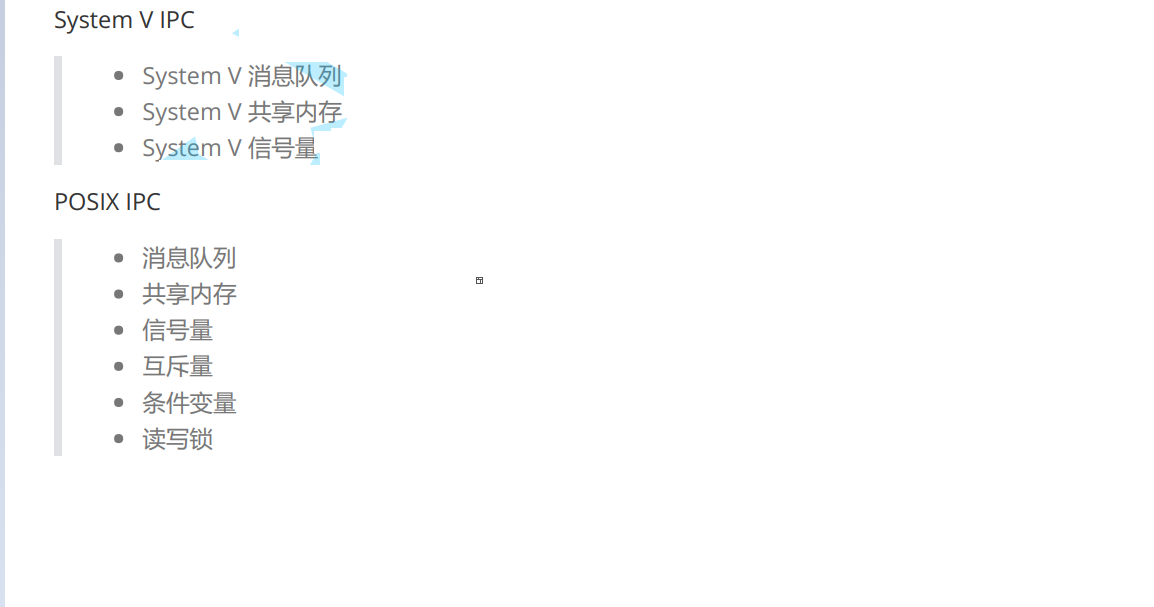 System V IPC
System V 消息队列
System V 共享内存
System V 信号量
POSIX IPC
消息队列
共享内存
信号量
互斥量
条件变量
读写锁